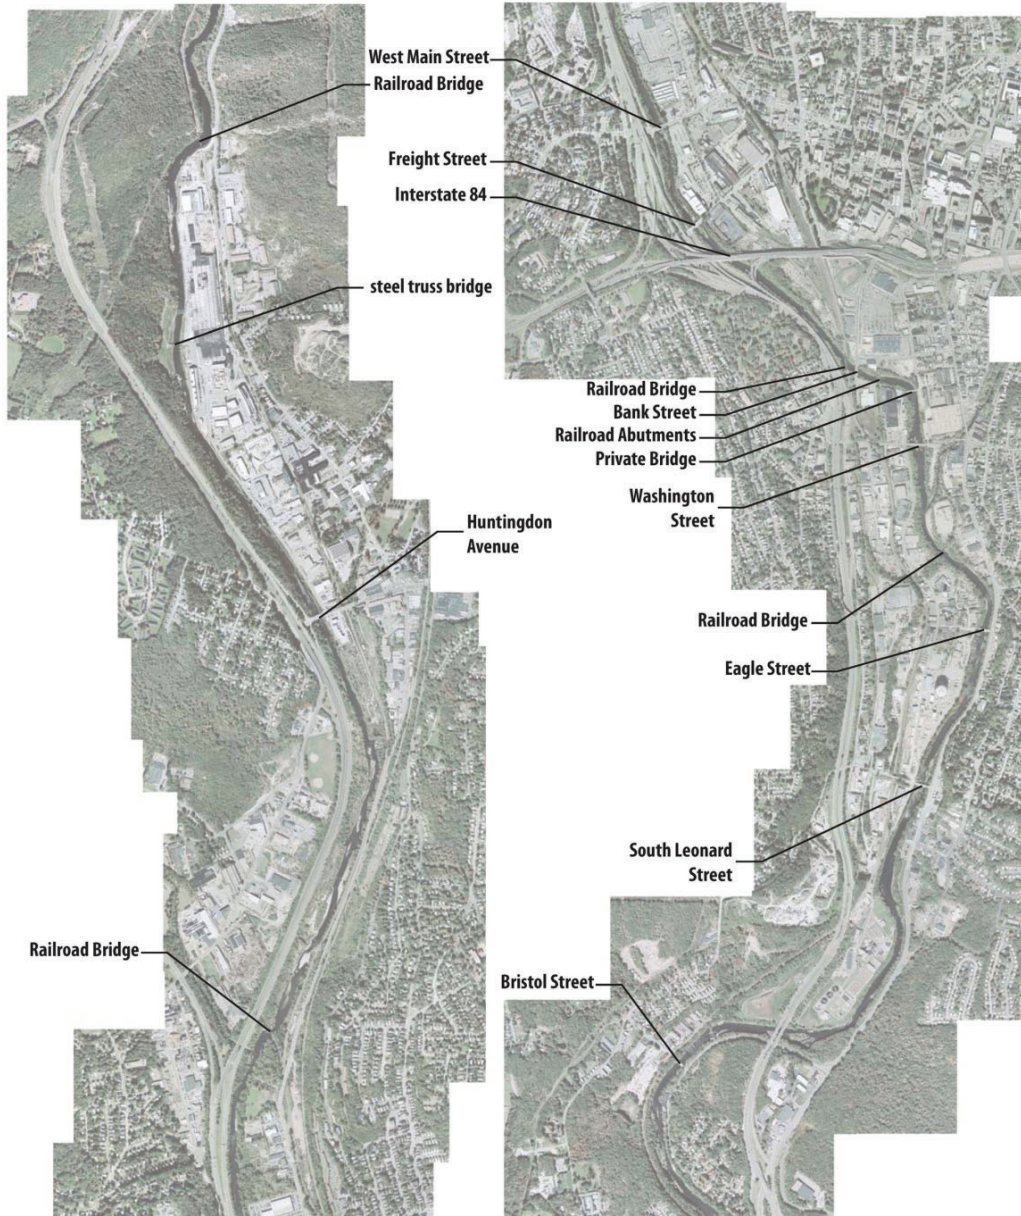 West Main Street
Railroad Bridge
Freight Street
Interstate 84
steel truss bridge
Railroad Bridge
Bank Street
Railroad Abutments
Private Bridge
Washington
Street
Huntingdon
Avenue
Railroad Bridge
Eagle Street
South Leonard
Street
Railroad Bridge
Bristol Street